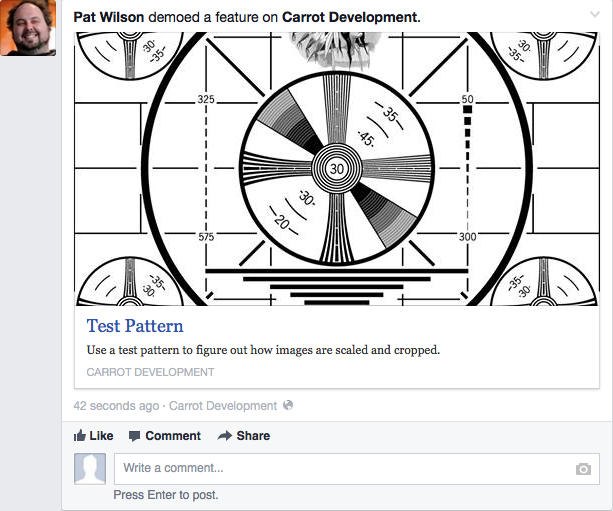 Pat Wilson demoed a feature on Carrot Development.
-30-
-35-
-35-
-30-
325
50
-35-
-45-
30
-30-
-20-
575
300
-35-
-30-
-35-
-30-
Test Pattern
Use a test pattern to figure out how images are scaled and cropped.
CARROT DEVELOPMENT
42 seconds ago · Carrot Development
Like Comment Share
Write a comment...
Press Enter to post.